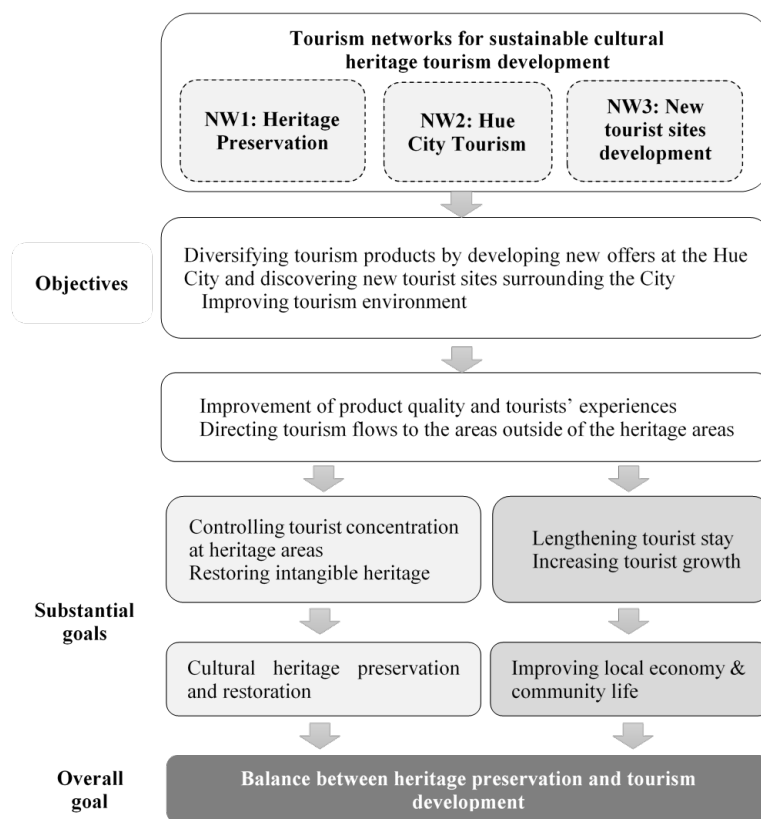 Tourism networks for sustainable cultural
heritage tourism development
NW1: Heritage
Preservation
NW2: Hue
City Tourism
NW3: New
tourist sites
development
Objectives
Diversifying tourism products by developing new offers at the Hue
City and discovering new tourist sites surrounding the City
Improving tourism environment
Improvement of product quality and tourists’ experiences
Directing tourism flows to the areas outside of the heritage areas
Substantial
goals
Controlling tourist concentration
at heritage areas
Restoring intangible heritage
Lengthening tourist stay
Increasing tourist growth
Cultural heritage preservation
and restoration
Improving local economy &
community life
Overall
goal
Balance between heritage preservation and tourism
development